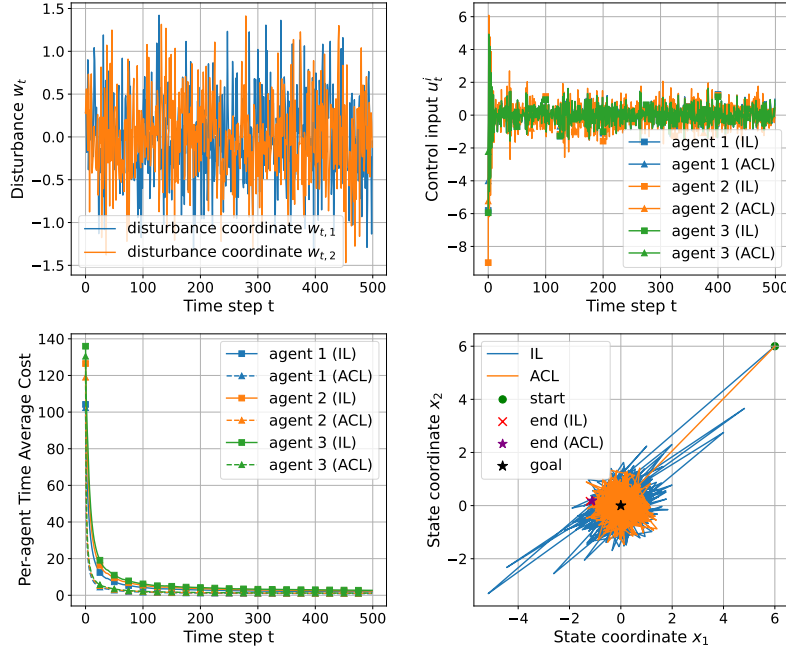 1.5
1.0
0.5
0.0
−0.5
−1.0
−1.5
0
100
200
300
400
500
Disturbance w_t
Time step t
disturbance coordinate w_{t,1}
disturbance coordinate w_{t,2}
6
4
2
0
−2
−4
−6
−8
0
100
200
300
400
500
Control input u_t^i
Time step t
agent 1 (IL)
agent 1 (ACL)
agent 2 (IL)
agent 2 (ACL)
agent 3 (IL)
agent 3 (ACL)
140
120
100
80
60
40
20
0
0
100
200
300
400
500
Per-agent Time Average Cost
Time step t
agent 1 (IL)
agent 1 (ACL)
agent 2 (IL)
agent 2 (ACL)
agent 3 (IL)
agent 3 (ACL)
6
4
2
0
−2
−4
−2
0
2
4
6
State coordinate x_2
State coordinate x_1
IL
ACL
start
end (IL)
end (ACL)
goal